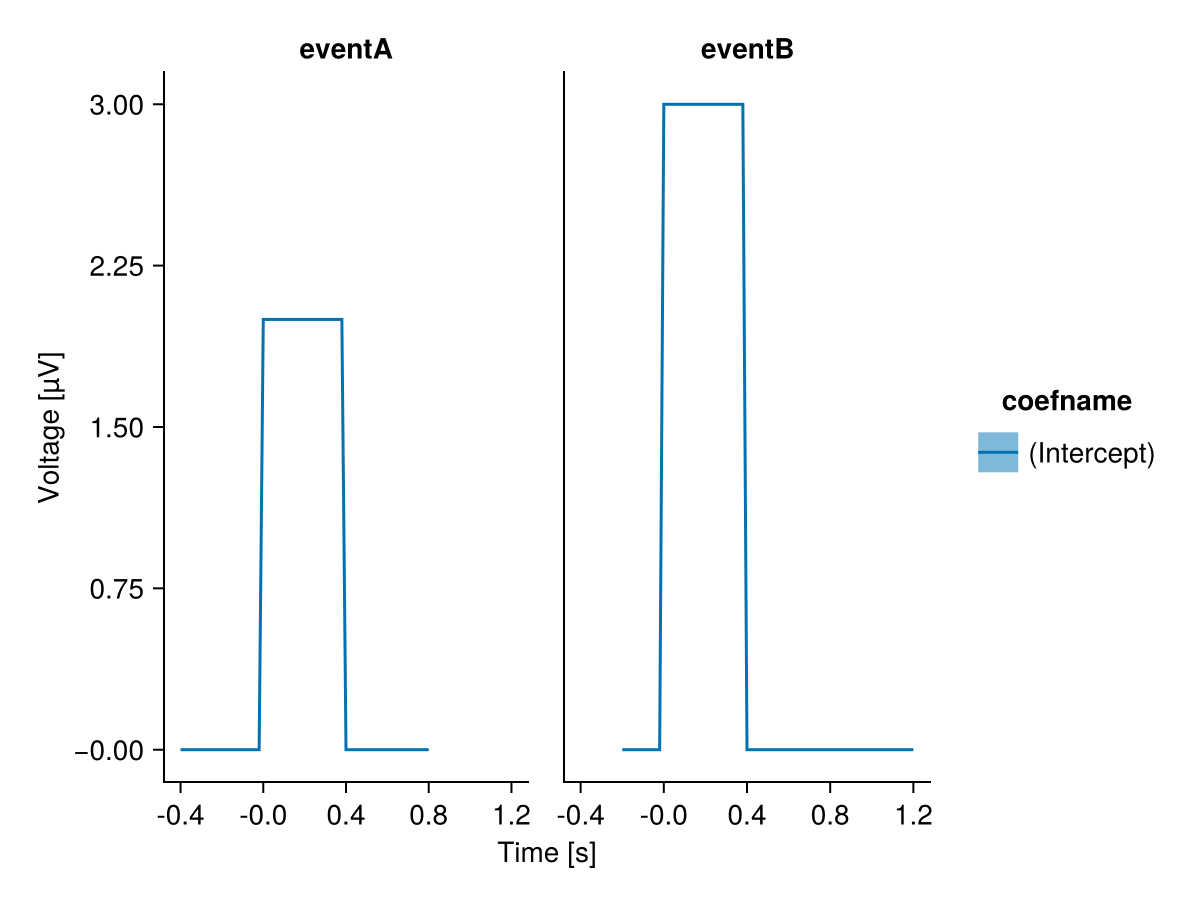 eventA
eventB
Voltage [µV]
3.00
2.25
1.50
0.75
−0.00
-0.4 -0.0 0.4 0.8 1.2
-0.4 -0.0 0.4 0.8 1.2
Time [s]
coefname
(Intercept)